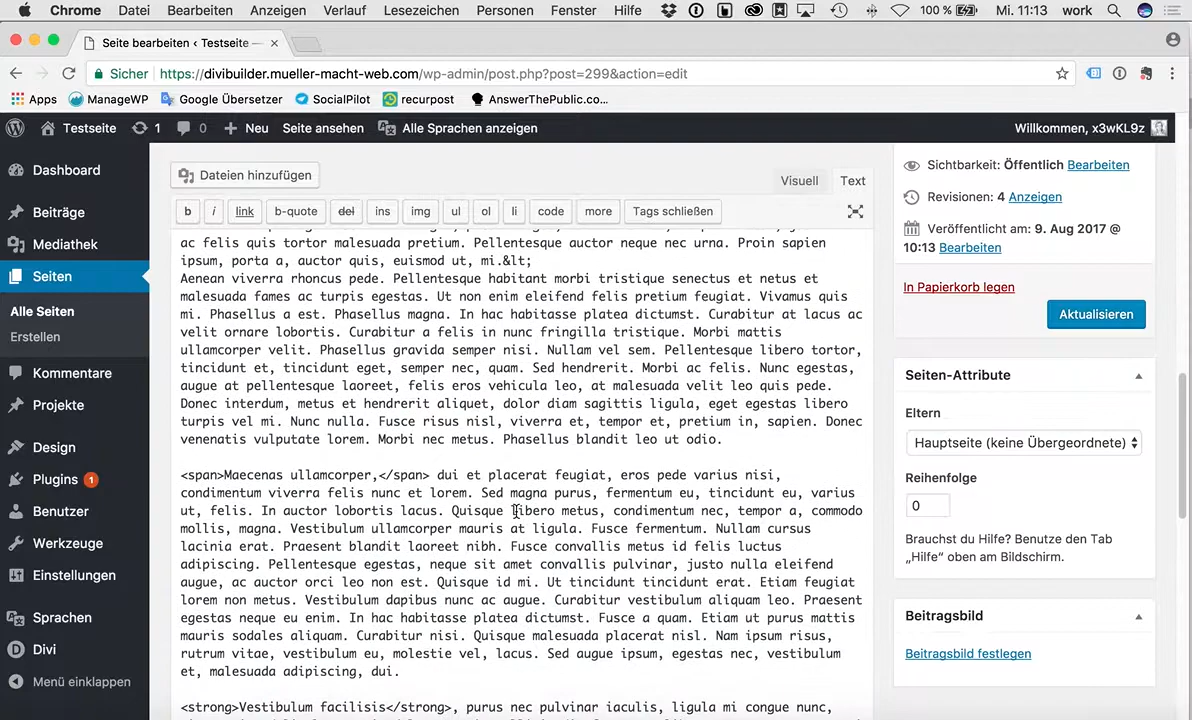 Chrome Datei Bearbeiten Anzeigen Verlauf Lesezeichen Personen Fenster Hilfe 100 % Mi. 11:13 work
Seite bearbeiten ‹ Testseite —
Sicher https://divibuilder.mueller-macht-web.com/wp-admin/post.php?post=299&action=edit
Apps ManageWP Google Übersetzer SocialPilot recurpost AnswerThePublic.co...
Testseite 1 0 Neu Seite ansehen Alle Sprachen anzeigen Willkommen, x3wKL9z
Dashboard
Beiträge
Mediathek
Seiten
Alle Seiten
Erstellen
Kommentare
Projekte
Design
Plugins 1
Benutzer
Werkzeuge
Einstellungen
Sprachen
Divi
Menü einklappen
Dateien hinzufügen
Visuell Text
b i link b-quote del ins img ul ol li code more Tags schließen
ac felis quis tortor malesuada pretium. Pellentesque auctor neque nec urna. Proin sapien
ipsum, porta a, auctor quis, euismod ut, mi.&lt;
Aenean viverra rhoncus pede. Pellentesque habitant morbi tristique senectus et netus et
malesuada fames ac turpis egestas. Ut non enim eleifend felis pretium feugiat. Vivamus quis
mi. Phasellus a est. Phasellus magna. In hac habitasse platea dictumst. Curabitur at lacus ac
velit ornare lobortis. Curabitur a felis in nunc fringilla tristique. Morbi mattis
ullamcorper velit. Phasellus gravida semper nisi. Nullam vel sem. Pellentesque libero tortor,
tincidunt et, tincidunt eget, semper nec, quam. Sed hendrerit. Morbi ac felis. Nunc egestas,
augue at pellentesque laoreet, felis eros vehicula leo, at malesuada velit leo quis pede.
Donec interdum, metus et hendrerit aliquet, dolor diam sagittis ligula, eget egestas libero
turpis vel mi. Nunc nulla. Fusce risus nisl, viverra et, tempor et, pretium in, sapien. Donec
venenatis vulputate lorem. Morbi nec metus. Phasellus blandit leo ut odio.
<span>Maecenas ullamcorper,</span> dui et placerat feugiat, eros pede varius nisi,
condimentum viverra felis nunc et lorem. Sed magna purus, fermentum eu, tincidunt eu, varius
ut, felis. In auctor lobortis lacus. Quisque libero metus, condimentum nec, tempor a, commodo
mollis, magna. Vestibulum ullamcorper mauris at ligula. Fusce fermentum. Nullam cursus
lacinia erat. Praesent blandit laoreet nibh. Fusce convallis metus id felis luctus
adipiscing. Pellentesque egestas, neque sit amet convallis pulvinar, justo nulla eleifend
augue, ac auctor orci leo non est. Quisque id mi. Ut tincidunt tincidunt erat. Etiam feugiat
lorem non metus. Vestibulum dapibus nunc ac augue. Curabitur vestibulum aliquam leo. Praesent
egestas neque eu enim. In hac habitasse platea dictumst. Fusce a quam. Etiam ut purus mattis
mauris sodales aliquam. Curabitur nisi. Quisque malesuada placerat nisl. Nam ipsum risus,
rutrum vitae, vestibulum eu, molestie vel, lacus. Sed augue ipsum, egestas nec, vestibulum
et, malesuada adipiscing, dui.
<strong>Vestibulum facilisis</strong>, purus nec pulvinar iaculis, ligula mi congue nunc,
Sichtbarkeit: Öffentlich Bearbeiten
Revisionen: 4 Anzeigen
Veröffentlicht am: 9. Aug 2017 @
10:13 Bearbeiten
In Papierkorb legen
Aktualisieren
Seiten-Attribute
Eltern
Hauptseite (keine Übergeordnete)
Reihenfolge
0
Brauchst du Hilfe? Benutze den Tab
„Hilfe" oben am Bildschirm.
Beitragsbild
Beitragsbild festlegen